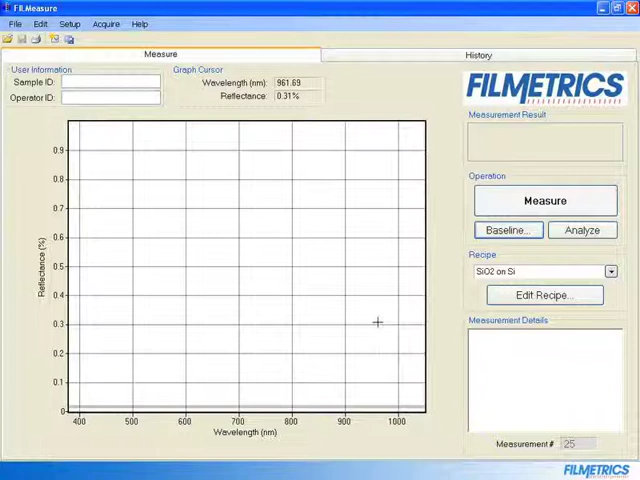 FILMeasure
File Edit Setup Acquire Help
Measure History
User Information
Sample ID:
Operator ID:
Graph Cursor
Wavelength (nm): 961.69
Reflectance: 0.31%
FILMETRICS
Measurement Result
Operation
Measure
Baseline... Analyze
Recipe
SiO2 on Si
Edit Recipe...
Measurement Details
Measurement # 25
Reflectance (%)
0.9
0.8
0.7
0.6
0.5
0.4
0.3
0.2
0.1
0
400 500 600 700 800 900 1000
Wavelength (nm)
FILMETRICS